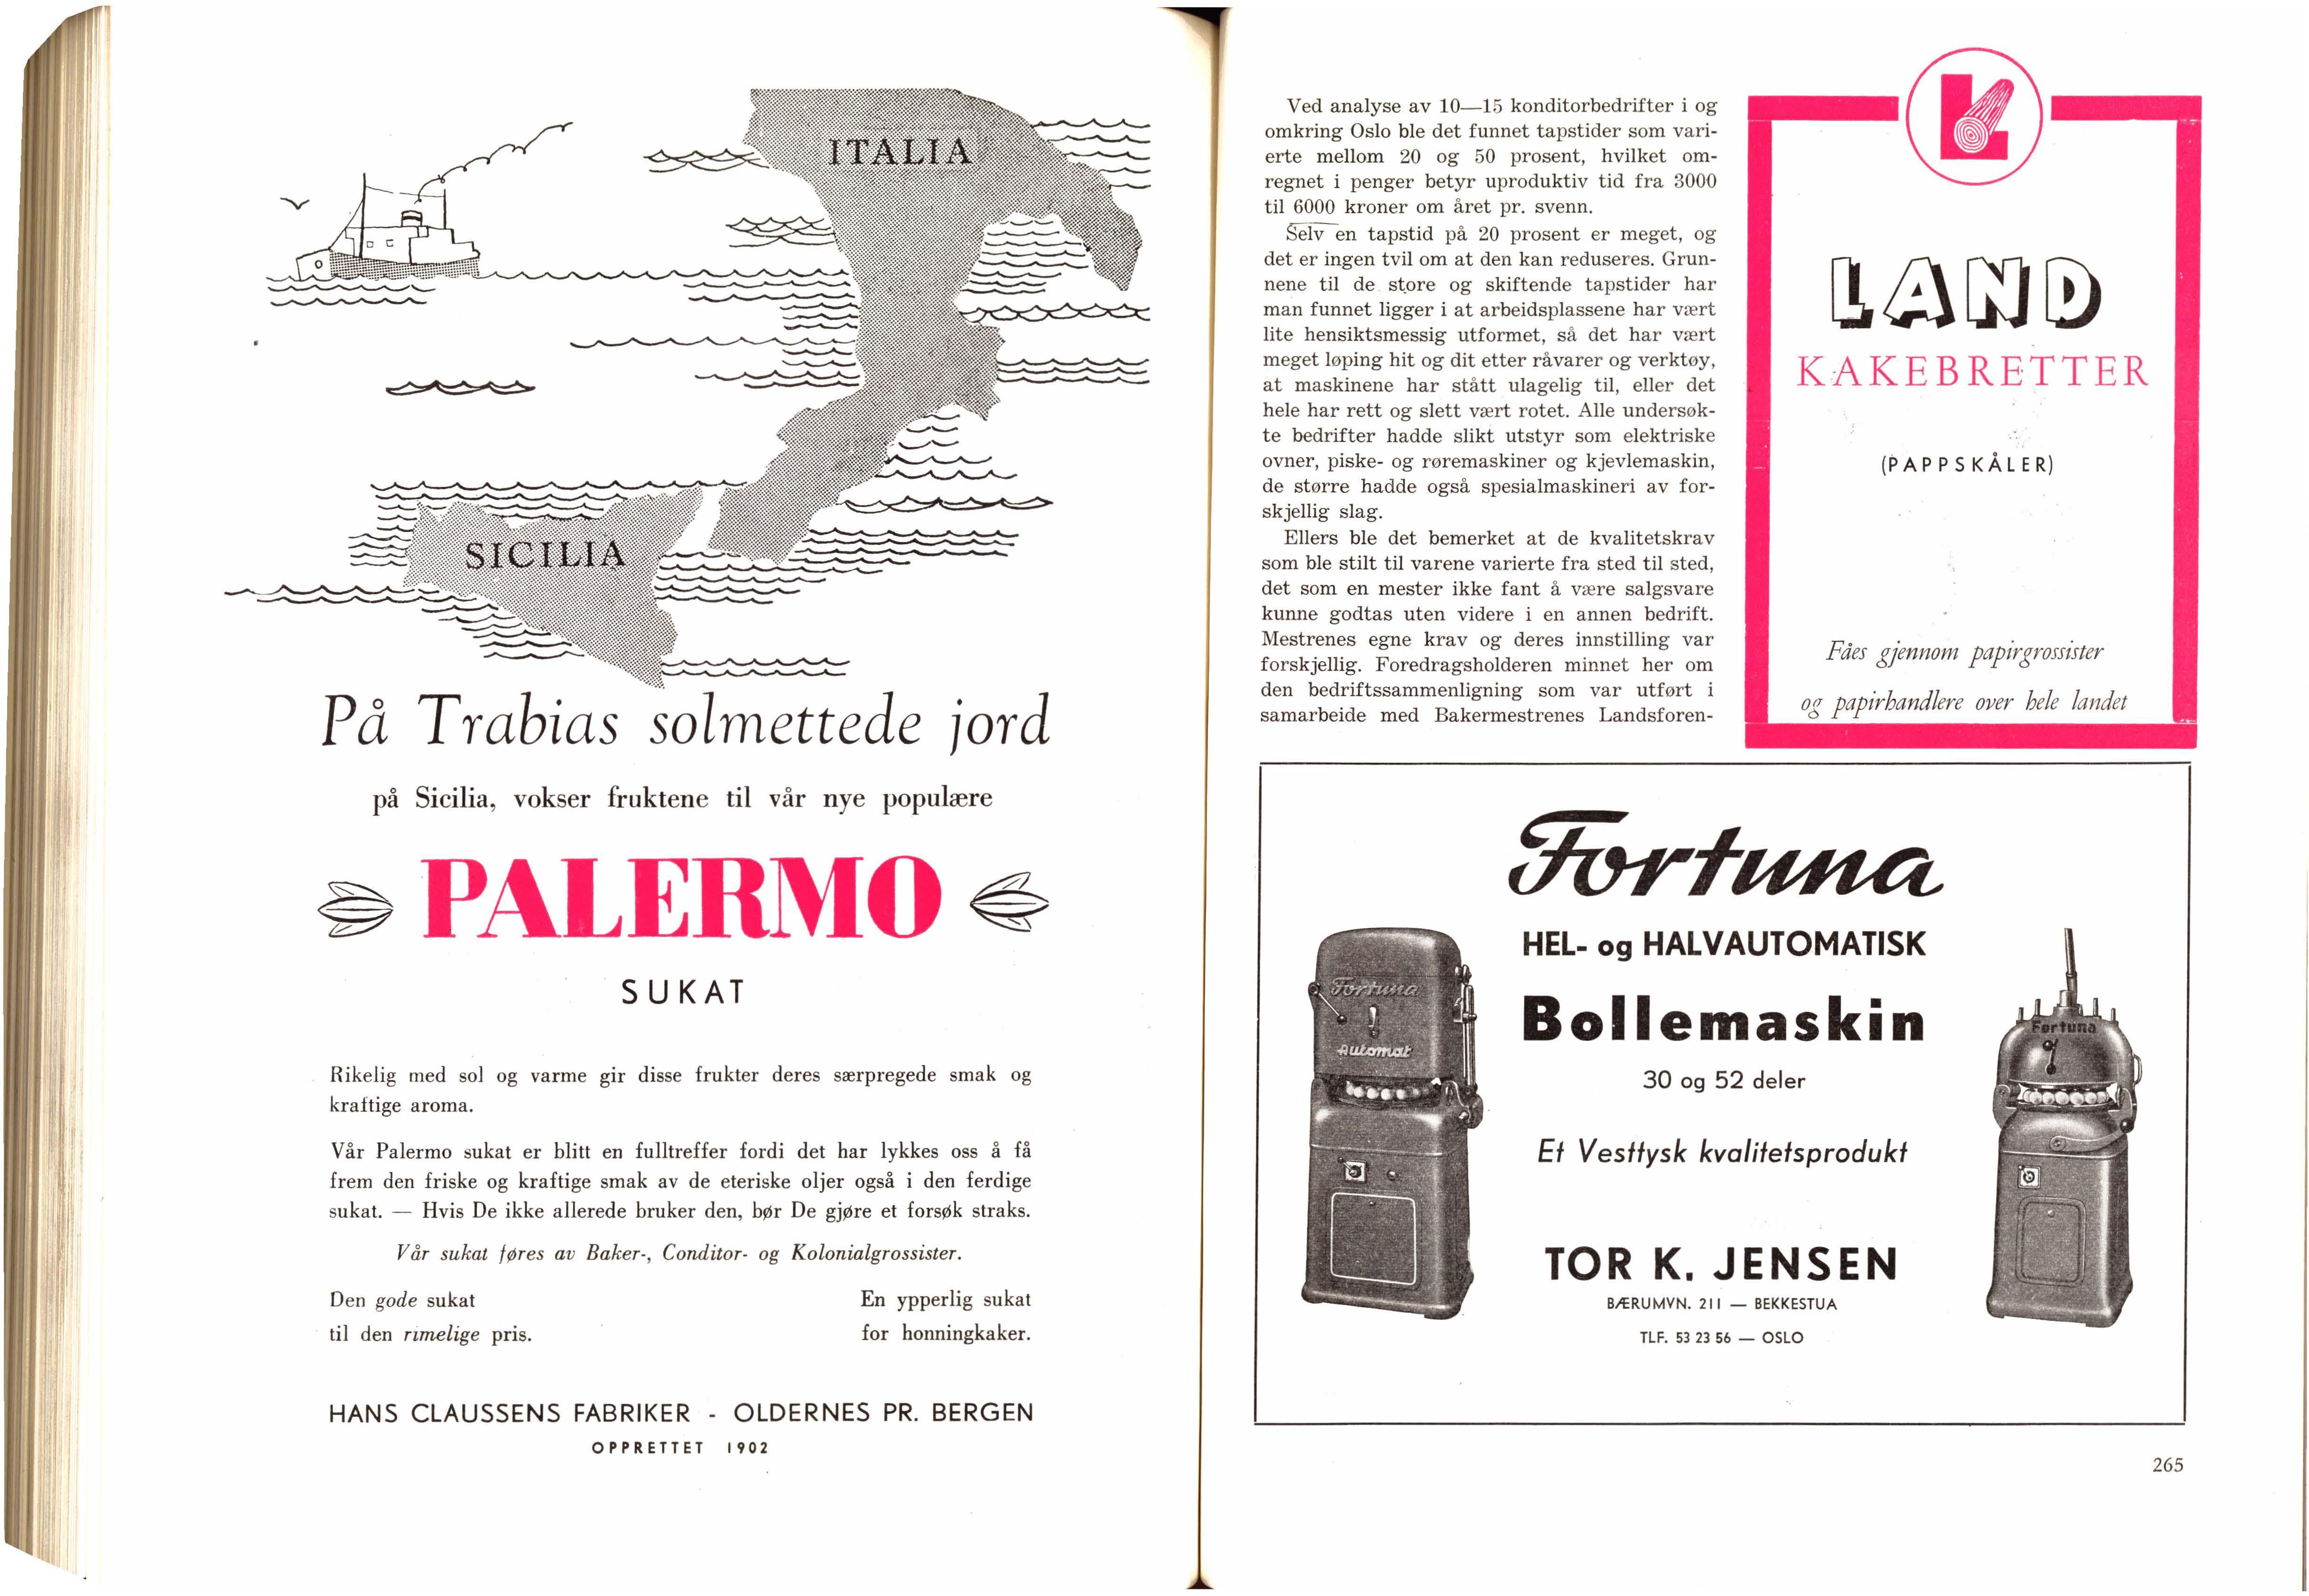 ITALIA
SICILIA
På Trabias solmettede jord
på Sicilia, vokser fruktene til vår nye populære
PALERMO
SUKAT
Rikelig med sol og varme gir disse frukter deres særpregede smak og
kraftige aroma.
Vår Palermo sukat er blitt en fulltreffer fordi det har lykkes oss å få
frem den friske og kraftige smak av de eteriske oljer også i den ferdige
sukat. — Hvis De ikke allerede bruker den, bør De gjøre et forsøk straks.
Vår sukat føres av Baker-, Conditor- og Kolonialgrossister.
Den gode sukat
til den rimelige pris.
En ypperlig sukat
for honningkaker.
HANS CLAUSSENS FABRIKER - OLDERNES PR. BERGEN
OPPRETTET 1902
Ved analyse av 10—15 konditorbedrifter i og
omkring Oslo ble det funnet tapstider som vari-
erte mellom 20 og 50 prosent, hvilket om-
regnet i penger betyr uproduktiv tid fra 3000
til 6000 kroner om året pr. svenn.
Selv en tapstid på 20 prosent er meget, og
det er ingen tvil om at den kan reduseres. Grun-
nene til de store og skiftende tapstider har
man funnet ligger i at arbeidsplassene har vært
lite hensiktsmessig utformet, så det har vært
meget løping hit og dit etter råvarer og verktøy,
at maskinene har stått ulagelig til, eller det
hele har rett og slett vært rotet. Alle undersøk-
te bedrifter hadde slikt utstyr som elektriske
ovner, piske- og røremaskiner og kjevlemaskin,
de større hadde også spesialmaskineri av for-
skjellig slag.
Ellers ble det bemerket at de kvalitetskrav
som ble stilt til varene varierte fra sted til sted,
det som en mester ikke fant å være salgsvare
kunne godtas uten videre i en annen bedrift.
Mestrenes egne krav og deres innstilling var
forskjellig. Foredragsholderen minnet her om
den bedriftssammenligning som var utført i
samarbeide med Bakermestrenes Landsforen-
L
LAND
KAKEBRETTER
(PAPPSKÅLER)
Fåes gjennom papirgrossister
og papirhandlere over hele landet
Fortuna
HEL- og HALVAUTOMATISK
Bollemaskin
30 og 52 deler
Et Vesttysk kvalitetsprodukt
TOR K. JENSEN
BÆRUMVN. 211 — BEKKESTUA
TLF. 53 23 56 — OSLO
Fortuna
Automat
Fortuna
265